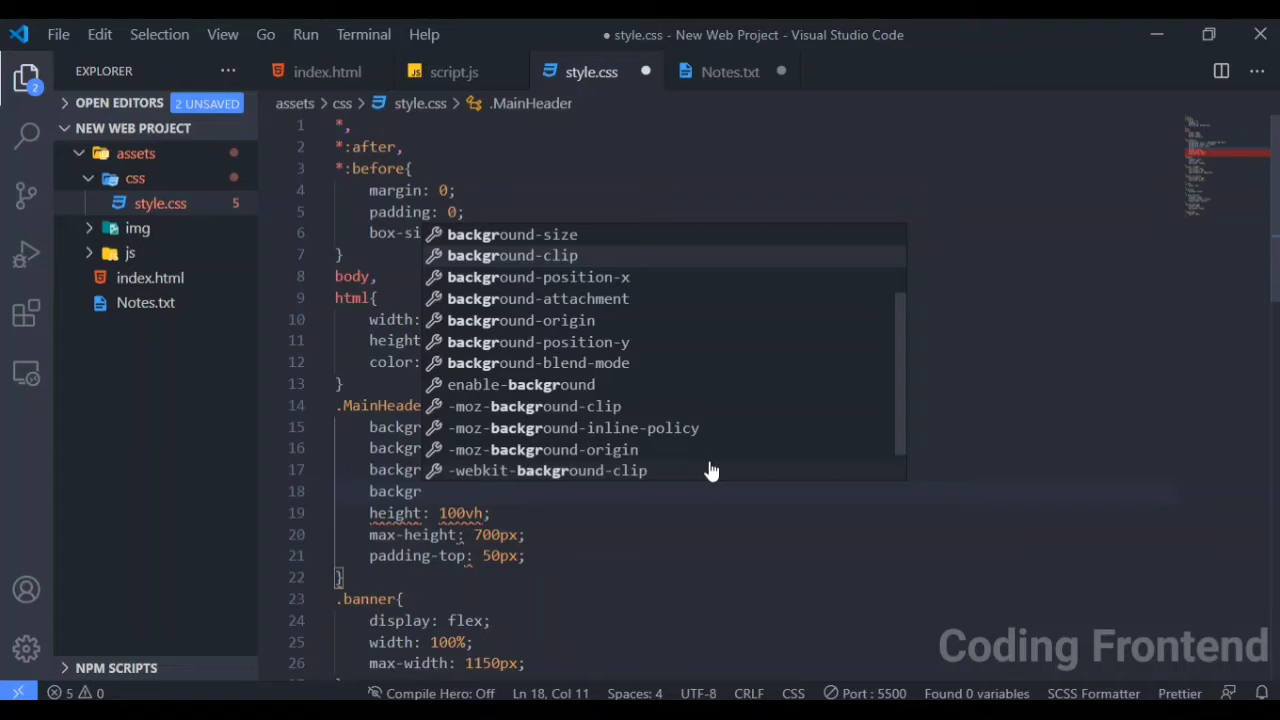 File Edit Selection View Go Run Terminal Help
● style.css - New Web Project - Visual Studio Code
EXPLORER ···
index.html
JS script.js
style.css ●
Notes.txt ●
···
OPEN EDITORS 2 UNSAVED
assets > css > style.css > .MainHeader
NEW WEB PROJECT
assets
css
style.css 5
img
js
index.html
Notes.txt
NPM SCRIPTS
2
1 *,
2 *:after,
3 *:before{
4 margin: 0;
5 padding: 0;
6 box-si
7 }
8 body,
9 html{
10 width:
11 height
12 color:
13 }
14 .MainHeade
15 backgr
16 backgr
17 backgr
18 backgr
19 height: 100vh;
20 max-height: 700px;
21 padding-top: 50px;
22 }
23 .banner{
24 display: flex;
25 width: 100%;
26 max-width: 1150px;
background-size
background-clip
background-position-x
background-attachment
background-origin
background-position-y
background-blend-mode
enable-background
-moz-background-clip
-moz-background-inline-policy
-moz-background-origin
-webkit-background-clip
Coding Frontend
5 0 Compile Hero: Off Ln 18, Col 11 Spaces: 4 UTF-8 CRLF CSS Port : 5500 Found 0 variables SCSS Formatter Prettier